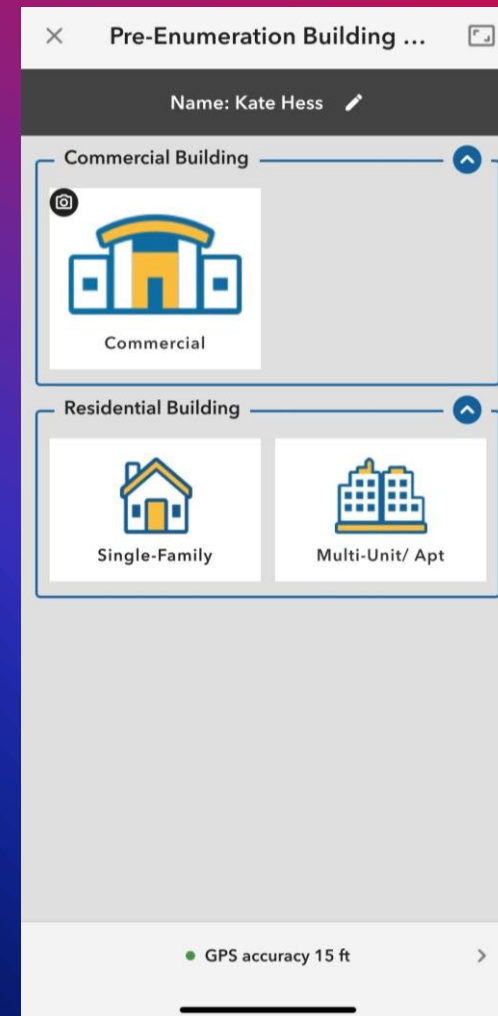 Pre-Enumeration Building ...
Name: Kate Hess
Commercial Building
Commercial
Residential Building
Single-Family
Multi-Unit/ Apt
GPS accuracy 15 ft